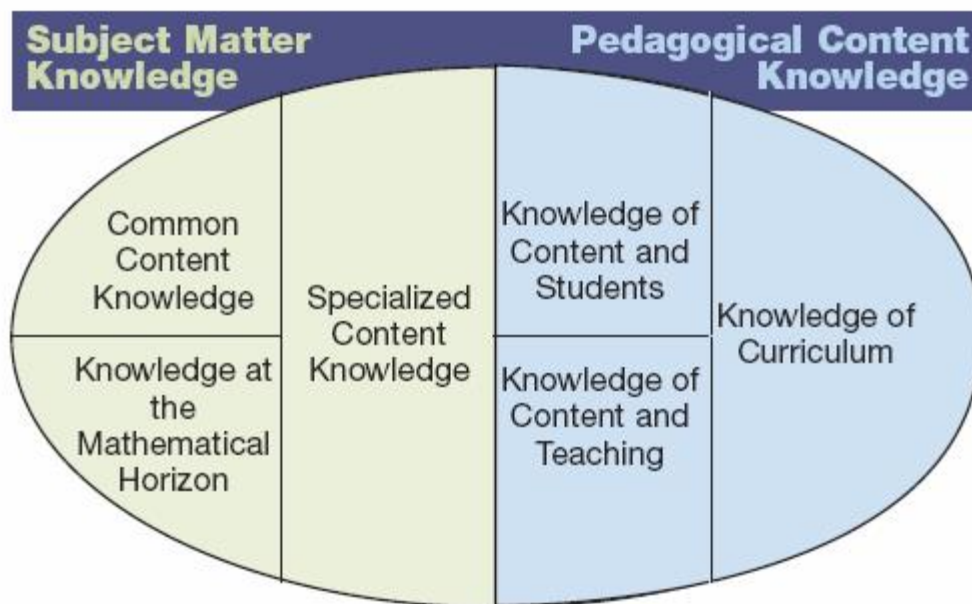 Subject Matter
Knowledge
Pedagogical Content
Knowledge
Common
Content
Knowledge
Knowledge at
the
Mathematical
Horizon
Specialized
Content
Knowledge
Knowledge of
Content and
Students
Knowledge of
Content and
Teaching
Knowledge of
Curriculum